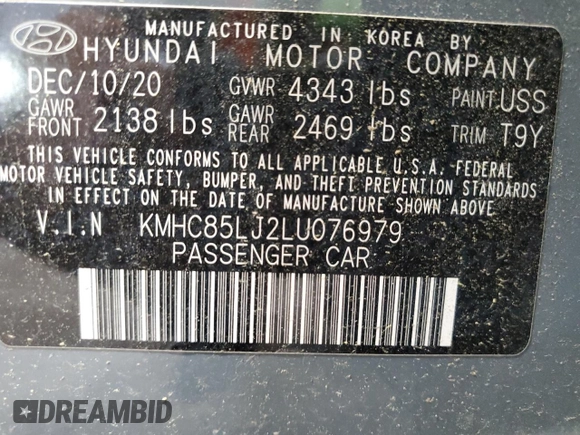 MANUFACTURED IN KOREA BY
HYUNDAI MOTOR COMPANY
DEC/10/20 GVWR 4343 lbs PAINT: USS
GAWR FRONT 2138 lbs GAWR REAR 2469 lbs TRIM T9Y
THIS VEHICLE CONFORMS TO ALL APPLICABLE U.S.A. FEDERAL
MOTOR VEHICLE SAFETY, BUMPER, AND THEFT PREVENTION STANDARDS
IN EFFECT ON THE DATE OF MANUFACTURE SHOWN ABOVE.
V.I.N KMHC85LJ2LU076979
PASSENGER CAR
DREAMBID